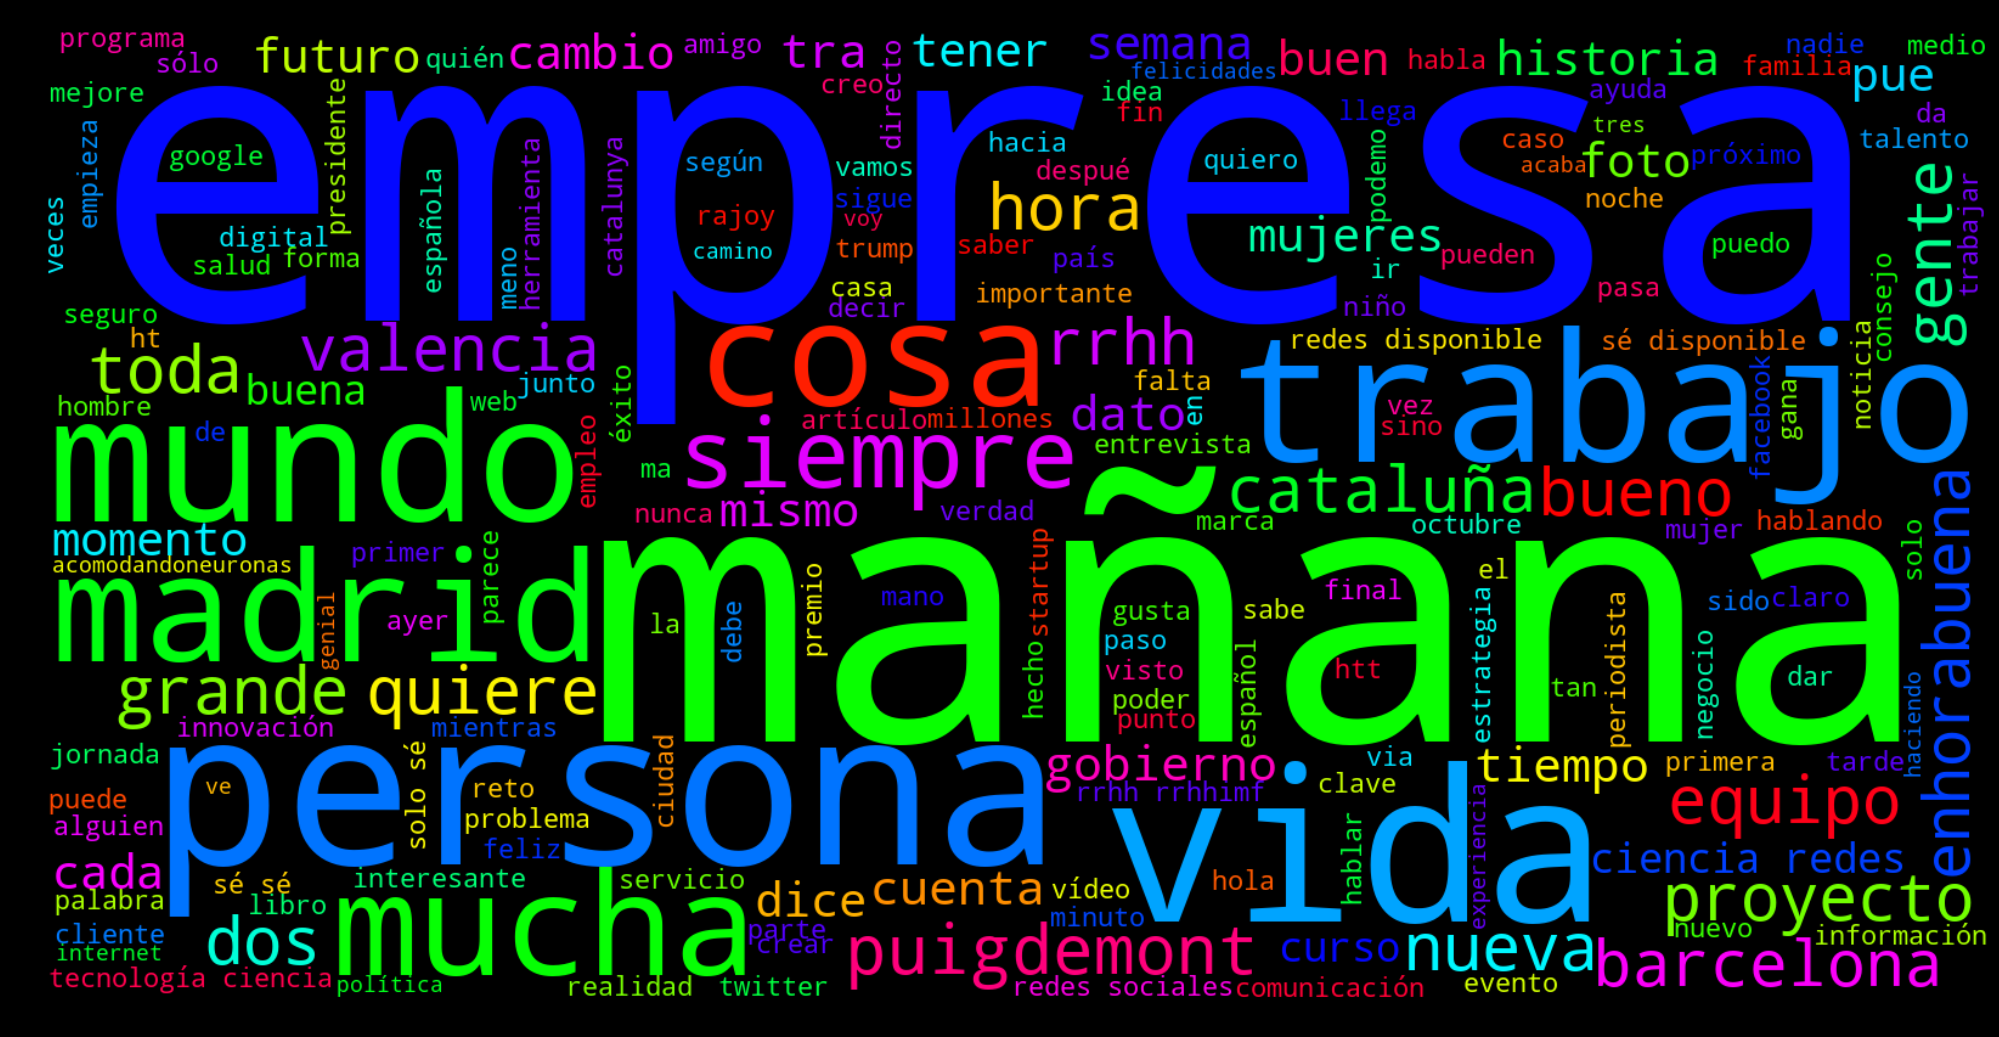 programa
sólo
futuro
quién
cambio
amigo
tra
directo
tener
semana
felicidades
buen
habla
historia
nadie
familia
medio
pue
mejore
presidente
creo
idea
fin
llega
ayuda
tres
da
empresa
empieza
google
española
herramienta
catalunya
según
vamos
hacia
despué
quiero
podemo
caso
acaba
foto
próximo
talento
veces
digital
salud
forma
meno
rajoy
camino
sigue
voy
trump
saber
hora
país
mujeres
ir
pueden
noche
puedo
gente
trabajar
seguro
ht
casa
decir
importante
niño
pasa
consejo
toda
valencia
buena
junto
éxito
cosa
rrhh
redes disponible
sé disponible
noticia
hombre
de
web
empleo
artículo
millones
falta
dato
en
entrevista
vez
sino
trabajo
facebook
gana
mundo
ma
siempre
nunca
mismo
verdad
cataluña
bueno
marca
octubre
mujer
hablando
solo
enhorabuena
momento
acomodandoneuronas
primer
parece
madrid
genial
ayer
mañana
la
debe
premio
mano
startup
hecho
gusta
paso
visto
poder
punto
español
sabe
final
htt
el
estrategia
tan
periodista
negocio
sido
claro
dar
haciendo
grande
quiere
innovación
mientras
jornada
persona
ve
solo sé
reto
problema
feliz
ciudad
gobierno
rrhh rrhhimf
via
clave
tiempo
primera
tarde
puede
alguien
equipo
vida
experiencia
hablar
cada
sé sé
interesante
servicio
dice
cuenta
vídeo
minuto
hola
ciencia redes
proyecto
palabra
libro
cliente
internet
dos
mucha
parte
crear
puigdemont
curso
nueva
nuevo
información
barcelona
tecnología ciencia
política
realidad
twitter
redes sociales
comunicación
evento